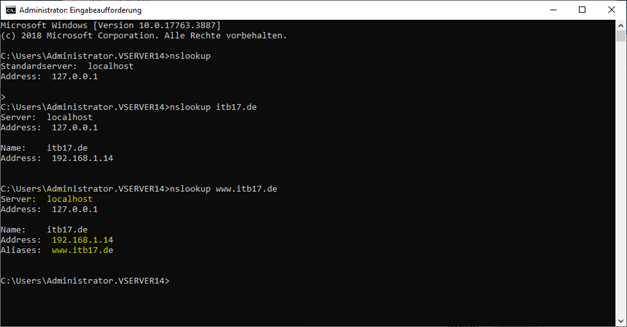 Administrator: Eingabeaufforderung
Microsoft Windows [Version 10.0.17763.3887]
(c) 2018 Microsoft Corporation. Alle Rechte vorbehalten.
C:\Users\Administrator.VSERVER14>nslookup
Standardserver:  localhost
Address:  127.0.0.1
>
C:\Users\Administrator.VSERVER14>nslookup itb17.de
Server:  localhost
Address:  127.0.0.1
Name:    itb17.de
Address:  192.168.1.14
C:\Users\Administrator.VSERVER14>nslookup www.itb17.de
Server:  localhost
Address:  127.0.0.1
Name:    itb17.de
Address:  192.168.1.14
Aliases:  www.itb17.de
C:\Users\Administrator.VSERVER14>